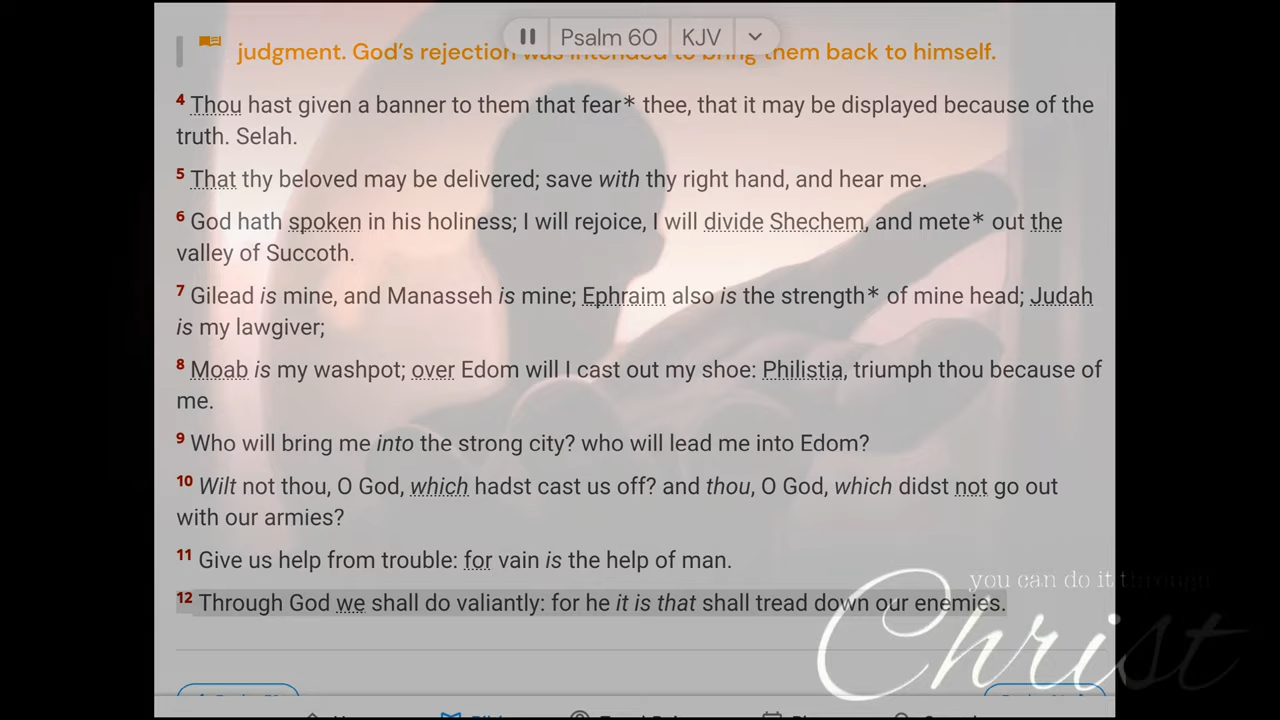 Psalm 60 KJV
judgment. God's rejection was intended to bring them back to himself.
4 Thou hast given a banner to them that fear* thee, that it may be displayed because of the
truth. Selah.
5 That thy beloved may be delivered; save with thy right hand, and hear me.
6 God hath spoken in his holiness; I will rejoice, I will divide Shechem, and mete* out the
valley of Succoth.
7 Gilead is mine, and Manasseh is mine; Ephraim also is the strength* of mine head; Judah
is my lawgiver;
8 Moab is my washpot; over Edom will I cast out my shoe: Philistia, triumph thou because of
me.
9 Who will bring me into the strong city? who will lead me into Edom?
10 Wilt not thou, O God, which hadst cast us off? and thou, O God, which didst not go out
with our armies?
11 Give us help from trouble: for vain is the help of man.
12 Through God we shall do valiantly: for he it is that shall tread down our enemies.
you can do it through
Christ